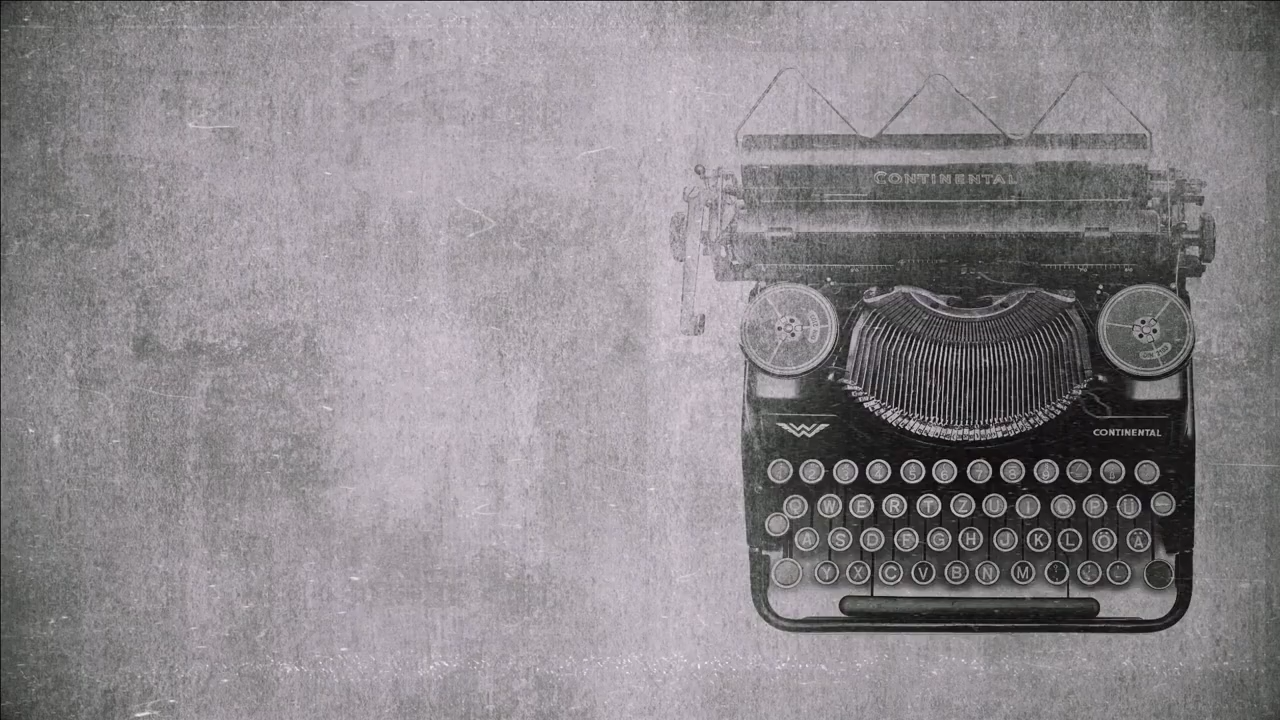 CONTINENTAL
CONTINENTAL
Q W E R T Z U I O P Ü
A S D F G H J K L Ö Ä
Y X C V B N M